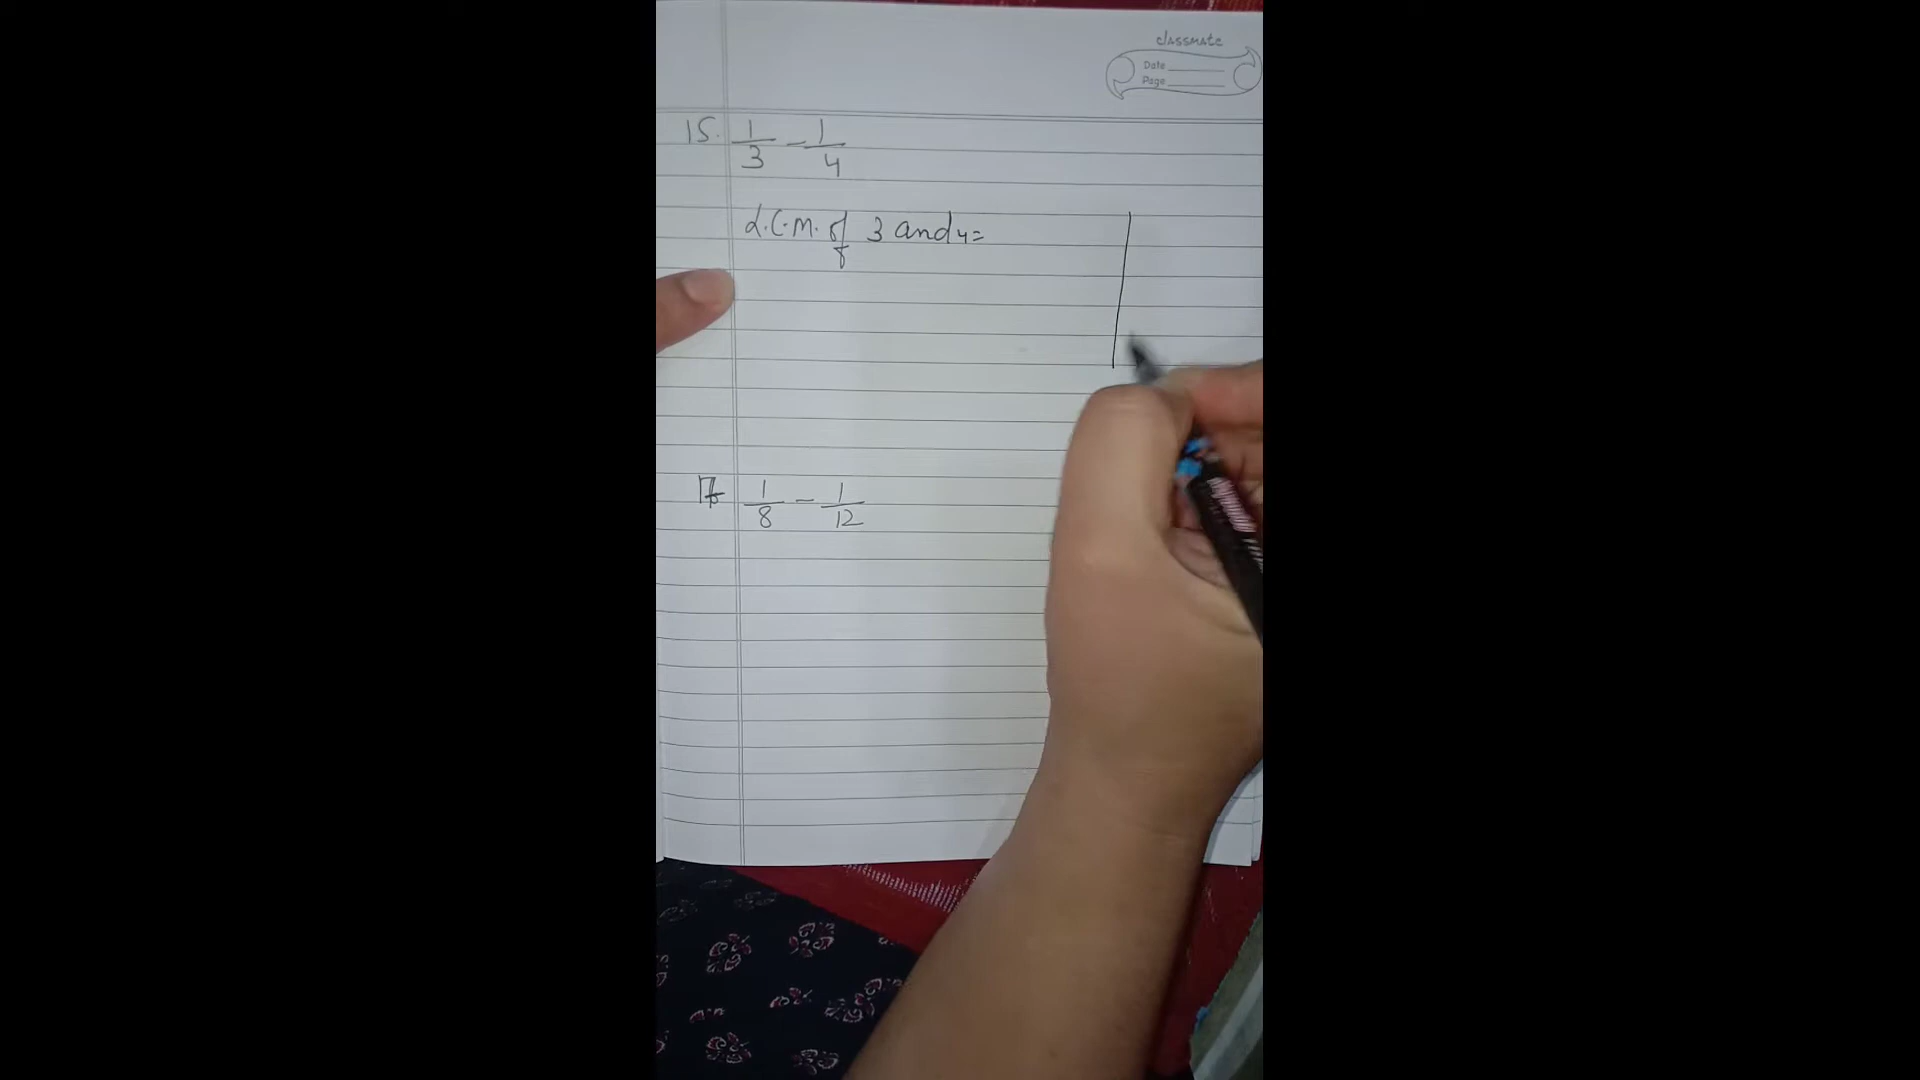 classmate
Date
Page
15. 1/3 - 1/4
L.C.M. of 3 and 4=
17 1/8 - 1/12